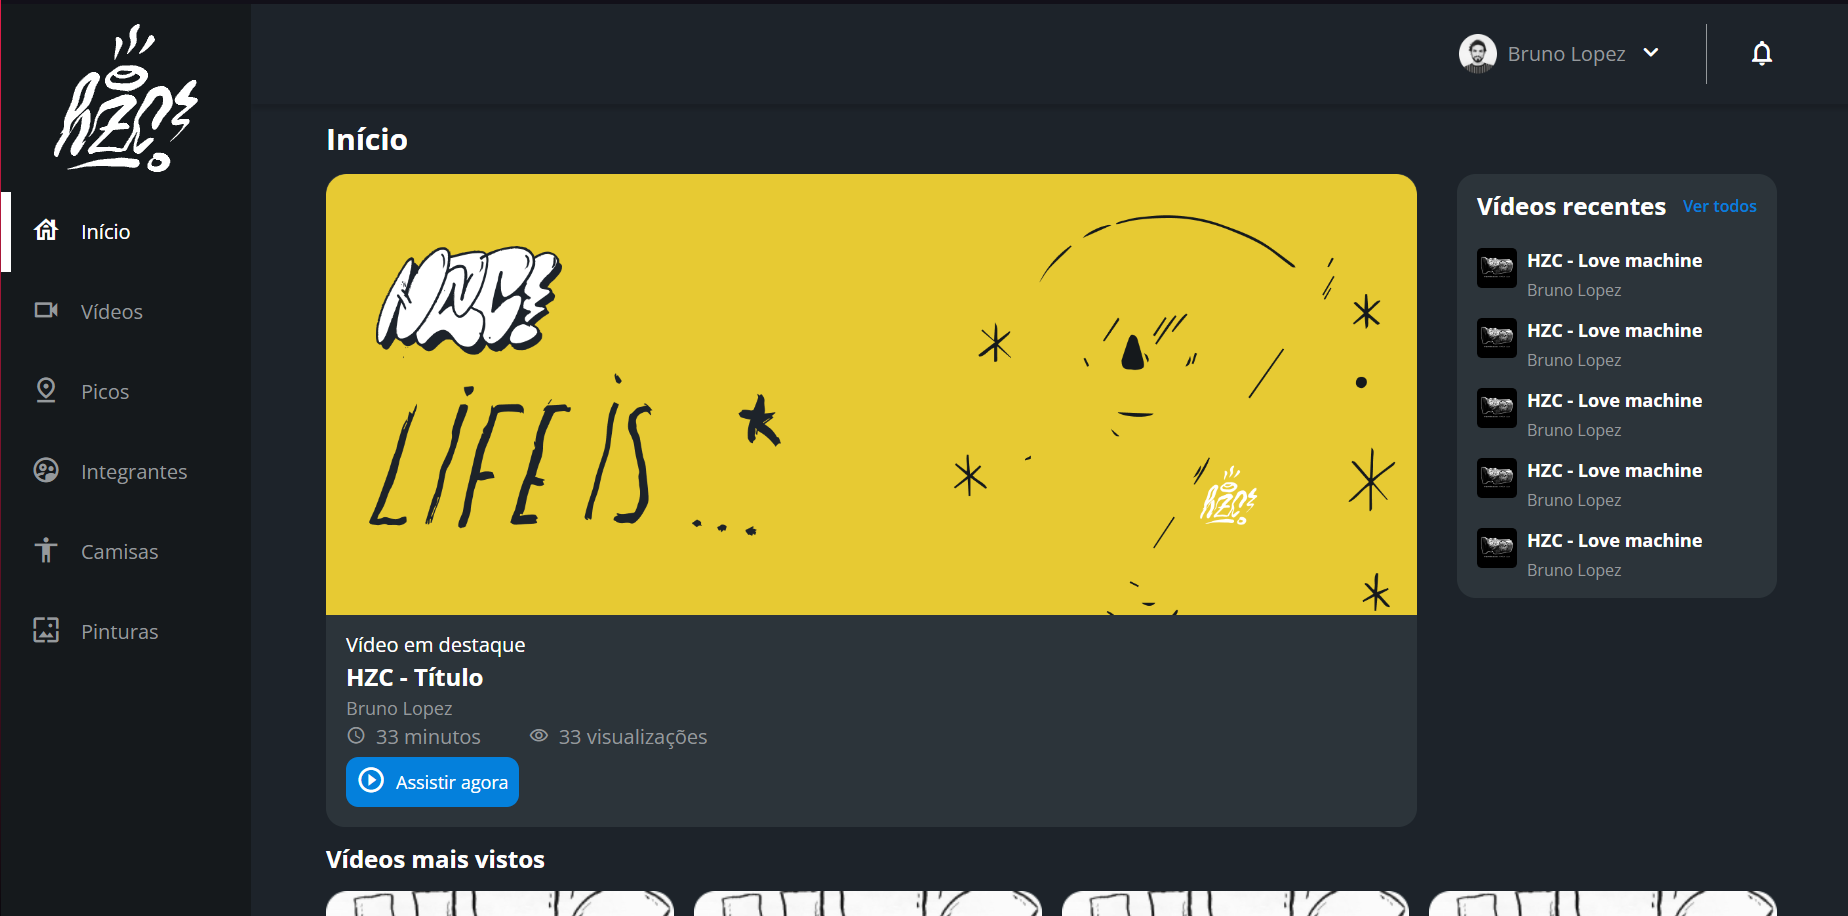 HZC!
Bruno Lopez
Início
Início
Vídeos
Picos
Integrantes
Camisas
Pinturas
HZC!
LIFE IS ...
HZC!
Vídeo em destaque
HZC - Título
Bruno Lopez
33 minutos
33 visualizações
Assistir agora
Vídeos recentes
Ver todos
HZC - Love machine
Bruno Lopez
HZC - Love machine
Bruno Lopez
HZC - Love machine
Bruno Lopez
HZC - Love machine
Bruno Lopez
HZC - Love machine
Bruno Lopez
Vídeos mais vistos